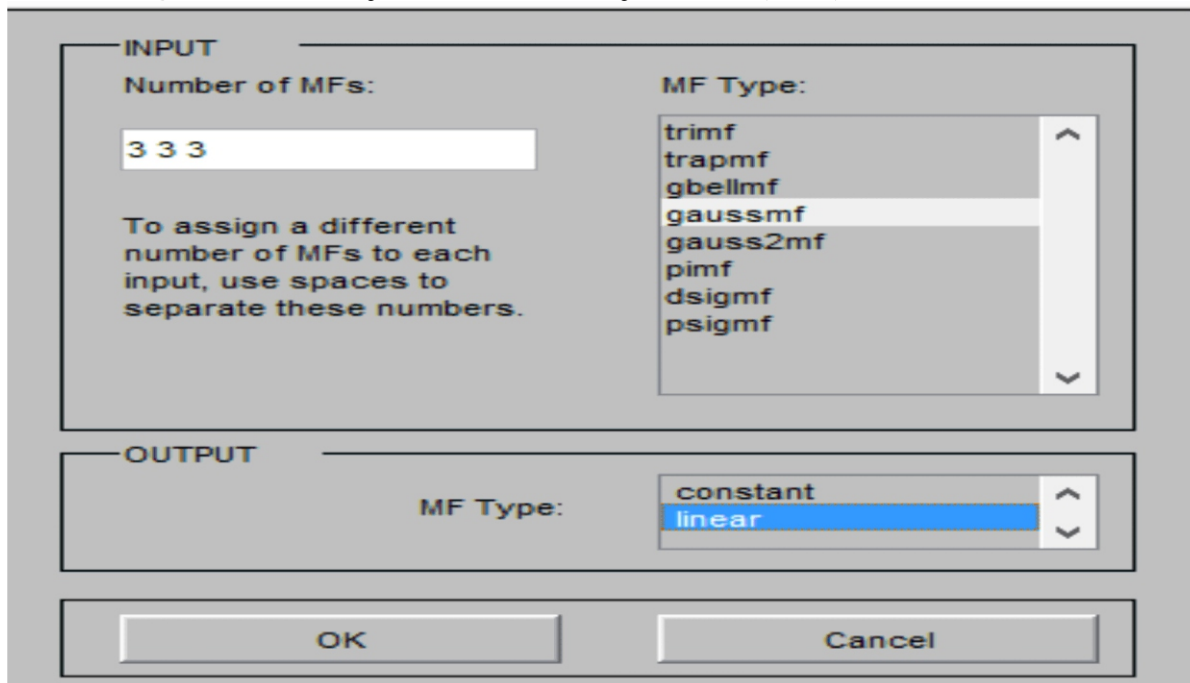 INPUT
Number of MFs:
3 3 3
To assign a different
number of MFs to each
input, use spaces to
separate these numbers.
MF Type:
trimf
trapmf
gbellmf
gaussmf
gauss2mf
pimf
dsigmf
psigmf
OUTPUT
MF Type:
constant
linear
OK
Cancel